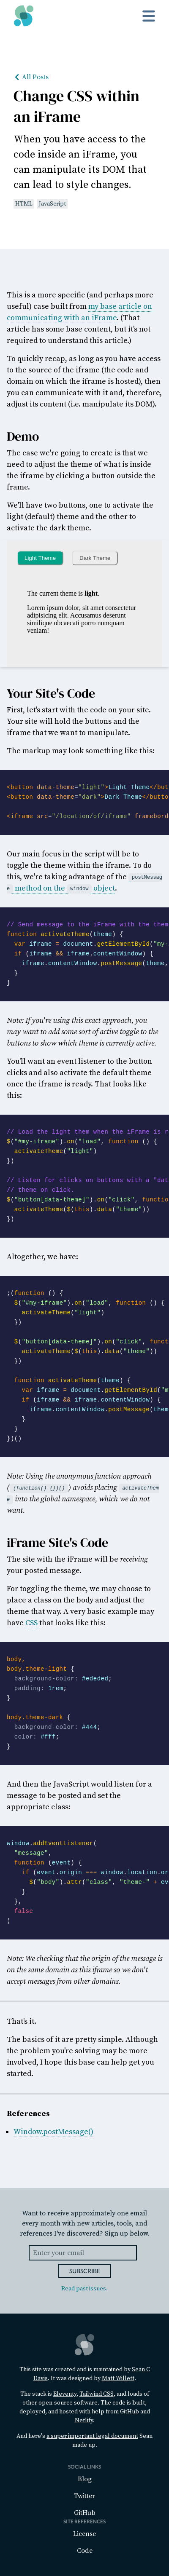 All Posts
Change CSS within
an iFrame
When you have access to the
code inside an iFrame, you
can manipulate its DOM that
can lead to style changes.
HTML JavaScript
This is a more specific (and perhaps more
useful) case built from my base article on
communicating with an iFrame. (That
article has more foundation, but it's not
required to understand this article.)
To quickly recap, as long as you have access
to the source of the iframe (the code and
domain on which the iframe is hosted), then
you can communicate with it and, therefore,
adjust its content (i.e. manipulate its DOM).
Demo
The case we're going to create is that we
need to adjust the theme of what is inside
the iframe by clicking a button outside the
frame.
We'll have two buttons, one to activate the
light (default) theme and the other to
activate the dark theme.
Light Theme Dark Theme
The current theme is light.
Lorem ipsum dolor, sit amet consectetur
adipisicing elit. Accusamus deserunt
similique obcaecati porro numquam
veniam!
Your Site's Code
First, let's start with the code on your site.
Your site will hold the buttons and the
iframe that we want to manipulate.
The markup may look something like this:
<button data-theme="light">Light Theme</but
<button data-theme="dark">Dark Theme</butto
<iframe src="/location/of/iframe" framebord
Our main focus in the script will be to
toggle the theme within the iframe. To do
this, we're taking advantage of the postMessag
e method on the window object.
// Send message to the iFrame with the them
function activateTheme(theme) {
var iframe = document.getElementById("my-
if (iframe && iframe.contentWindow) {
iframe.contentWindow.postMessage(theme,
}
}
Note: If you're using this exact approach, you
may want to add some sort of active toggle to the
buttons to show which theme is currently active.
You'll want an event listener to the button
clicks and also activate the default theme
once the iframe is ready. That looks like
this:
// Load the light them when the iFrame is r
$("#my-iframe").on("load", function () {
activateTheme("light")
})
// Listen for clicks on buttons with a "dat
// theme on click.
$("button[data-theme]").on("click", functio
activateTheme($(this).data("theme"))
})
Altogether, we have:
;(function () {
$("#my-iframe").on("load", function () {
activateTheme("light")
})
$("button[data-theme]").on("click", funct
activateTheme($(this).data("theme"))
})
function activateTheme(theme) {
var iframe = document.getElementById("m
if (iframe && iframe.contentWindow) {
iframe.contentWindow.postMessage(them
}
}
})()
Note: Using the anonymous function approach
( (function() {})() ) avoids placing activateThem
e into the global namespace, which we do not
want.
iFrame Site's Code
The site with the iFrame will be receiving
your posted message.
For toggling the theme, we may choose to
place a class on the body and adjust the
theme that way. A very basic example may
have CSS that looks like this:
body,
body.theme-light {
background-color: #ededed;
padding: 1rem;
}
body.theme-dark {
background-color: #444;
color: #fff;
}
And then the JavaScript would listen for a
message to be posted and set the
appropriate class:
window.addEventListener(
"message",
function (event) {
if (event.origin === window.location.or
$("body").attr("class", "theme-" + ev
}
},
false
)
Note: We checking that the origin of the message is
on the same domain as this iframe so we don't
accept messages from other domains.
That's it.
The basics of it are pretty simple. Although
the problem you're solving may be more
involved, I hope this base can help get you
started.
References
Window.postMessage()
Want to receive approximately one email
every month with new articles, tools, and
references I've discovered? Sign up below.
Enter your email
SUBSCRIBE
Read past issues.
This site was created and is maintained by Sean C
Davis. It was designed by Matt Willett.
The stack is Eleventy, Tailwind CSS, and loads of
other open-source software. The code is built,
deployed, and hosted with help from GitHub and
Netlify.
And here's a super important legal document Sean
made up.
SOCIAL LINKS
Blog
Twitter
GitHub
SITE REFERENCES
License
Code